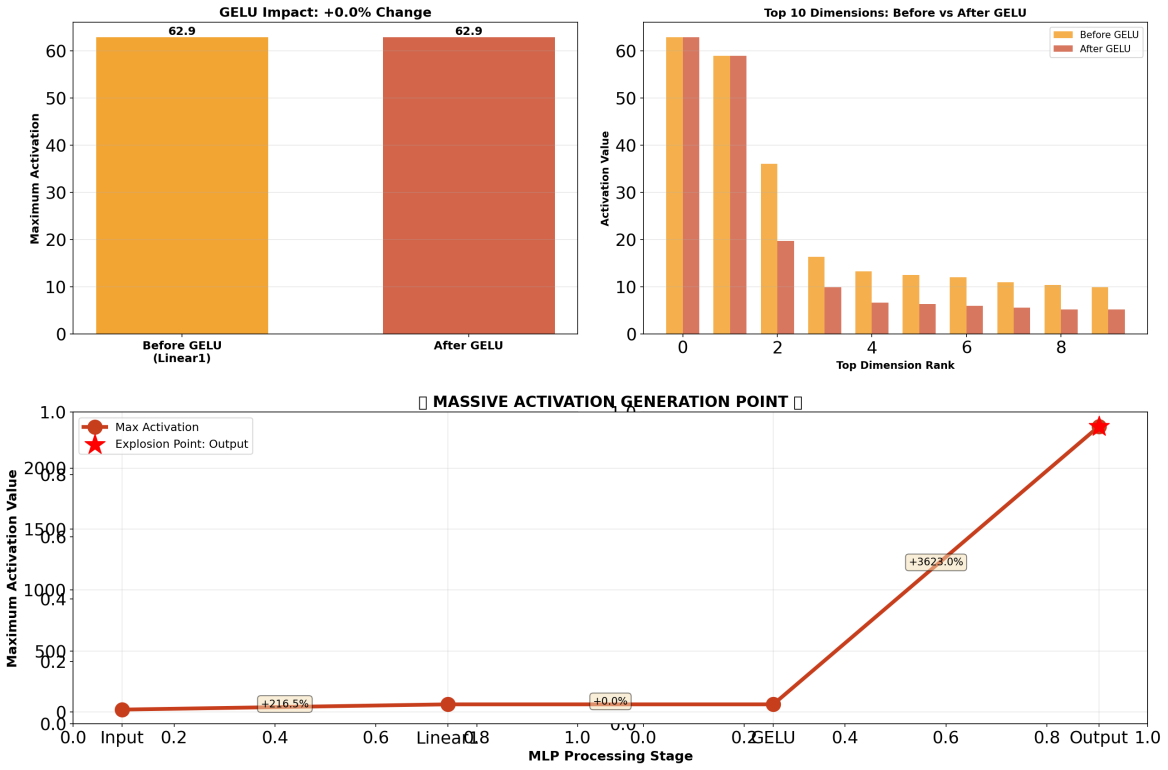 GELU Impact: +0.0% Change
62.9
62.9
60
50
40
30
20
10
0
Maximum Activation
Before GELU
(Linear1)
After GELU
Top 10 Dimensions: Before vs After GELU
Before GELU
After GELU
60
50
40
30
20
10
0
Activation Value
0 2 4 6 8
Top Dimension Rank
MASSIVE ACTIVATION GENERATION POINT
1.0
1.0
Max Activation
Explosion Point: Output
2000
0.8
1500
0.6
1000
0.4
500
0.2
0
0.0
0.0
Maximum Activation Value
+216.5%
+0.0%
+3623.0%
0.0 Input 0.2 0.4 0.6 Linear1 0.8 1.0 0.0 0.2 GELU 0.4 0.6 0.8 Output 1.0
MLP Processing Stage